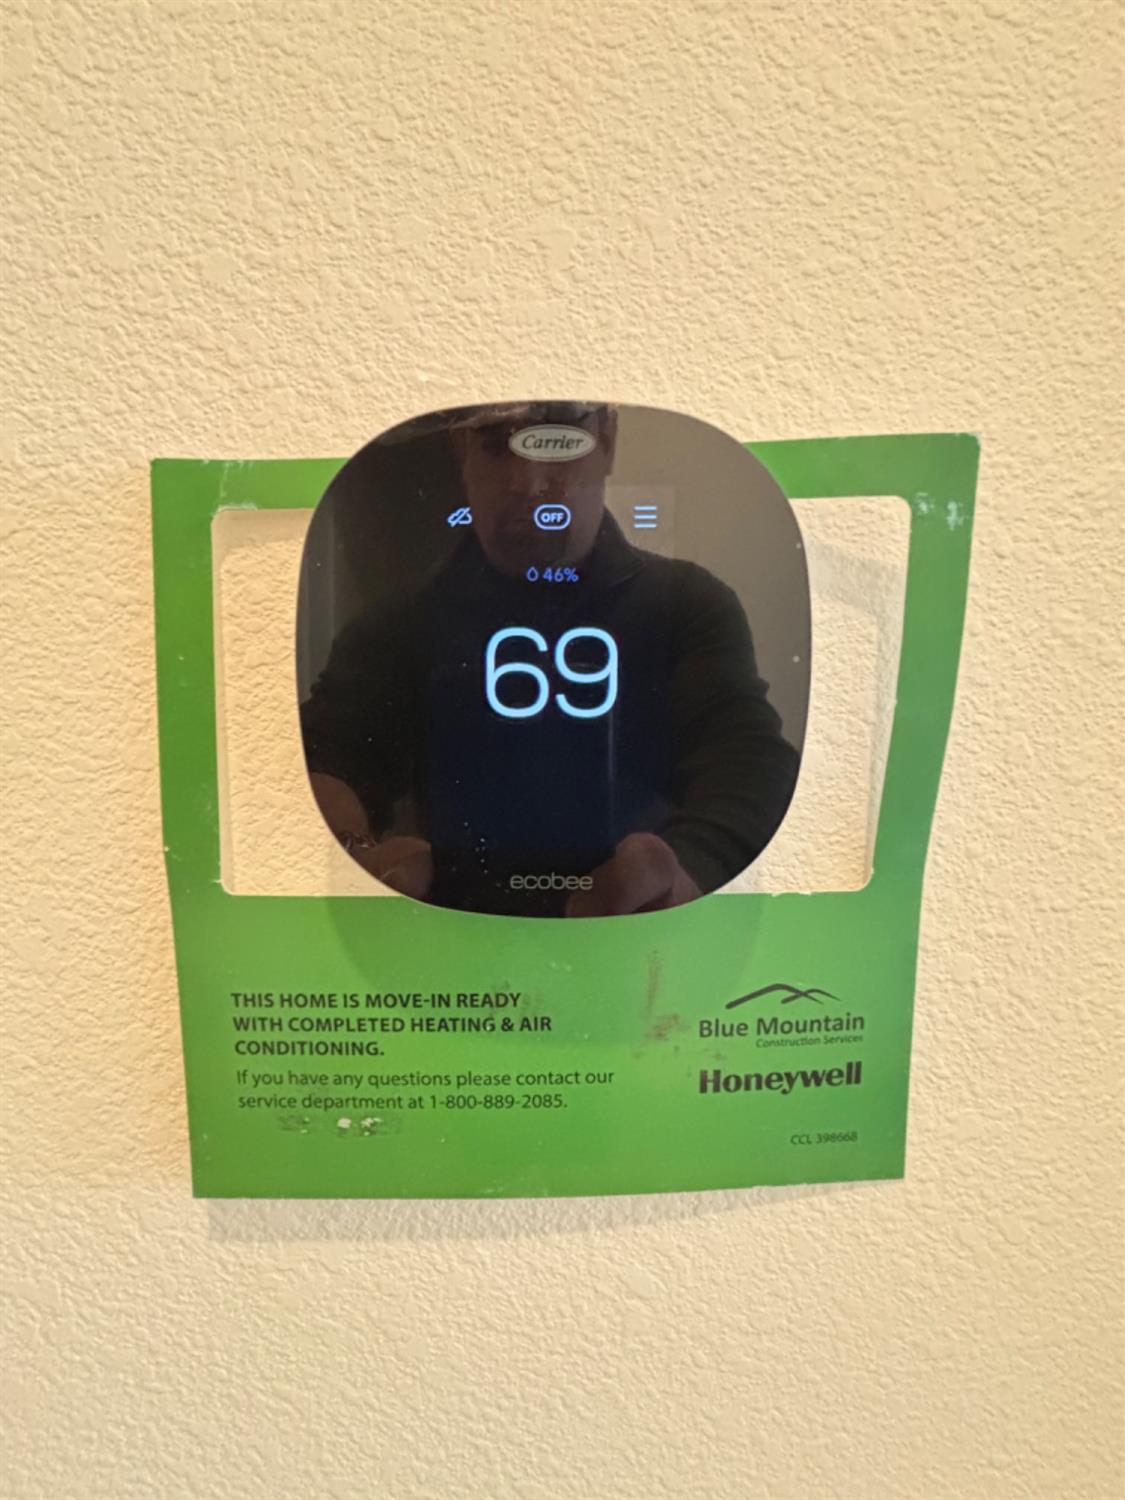 Carrier
OFF
46%
69
ecobee
THIS HOME IS MOVE-IN READY
WITH COMPLETED HEATING & AIR
CONDITIONING.
If you have any questions please contact our
service department at 1-800-889-2085.
Blue Mountain
Construction Services
Honeywell
CCL 398668